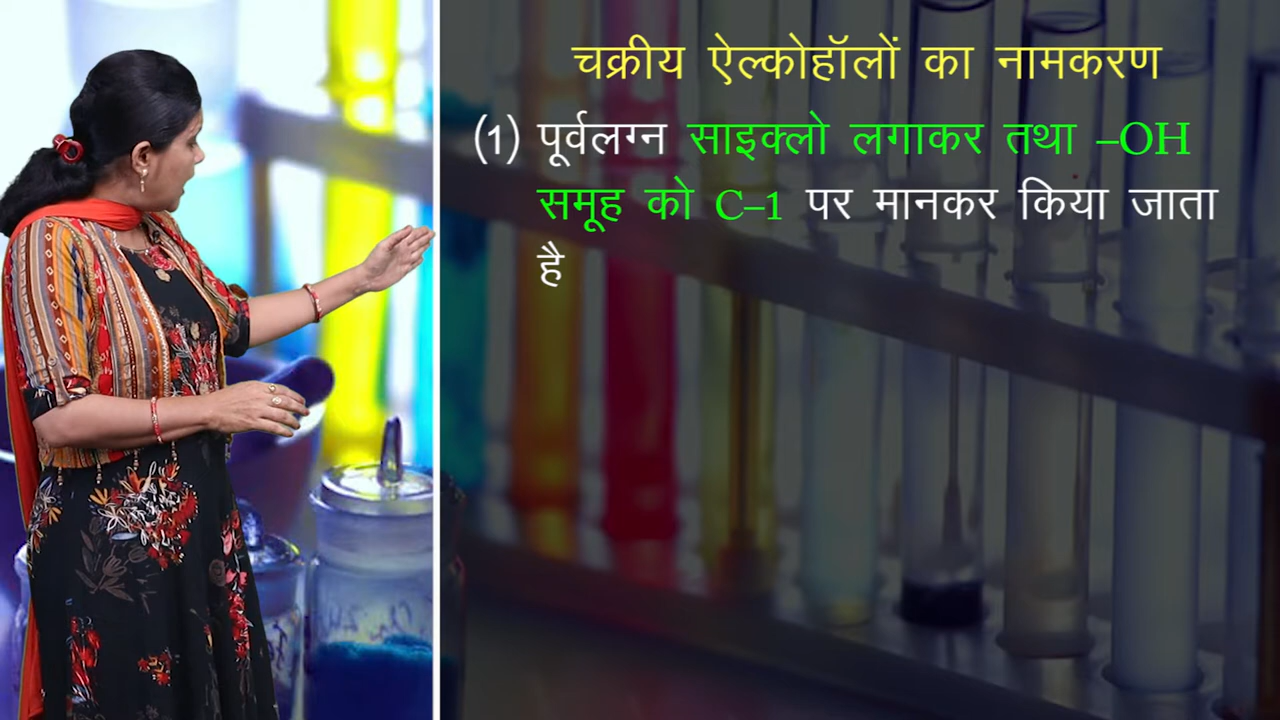 चक्रीय ऐल्कोहॉलों का नामकरण
(1) पूर्वलग्न साइक्लो लगाकर तथा –OH
समूह को C–1 पर मानकर किया जाता
है